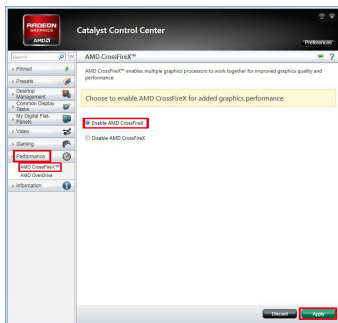 RADEON
GRAPHICS
AMD
Catalyst Control Center
Preferences
Search
«
AMD CrossFireX™
?
Pinned
Presets
Desktop
Management
Common Display
Tasks
My Digital Flat-
Panels
Video
Gaming
Performance
AMD CrossFireX™
AMD OverDrive
Information
AMD CrossFireX™ enables multiple graphics processors to work together for improved graphics quality and
performance.
Choose to enable AMD CrossFireX for added graphics performance.
Enable AMD CrossFireX
Disable AMD CrossFireX
Discard
Apply